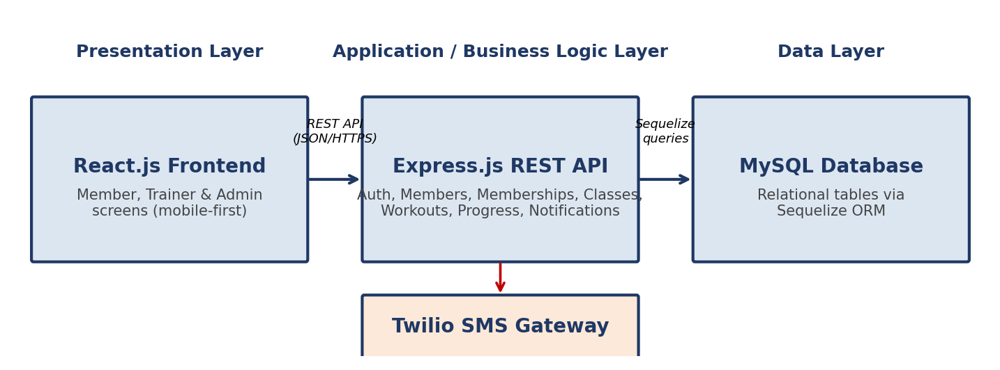 Presentation Layer
Application / Business Logic Layer
Data Layer
REST API
(JSON/HTTPS)
Sequelize
queries
React.js Frontend
Member, Trainer & Admin
screens (mobile-first)
Express.js REST API
Auth, Members, Memberships, Classes,
Workouts, Progress, Notifications
MySQL Database
Relational tables via
Sequelize ORM
Twilio SMS Gateway